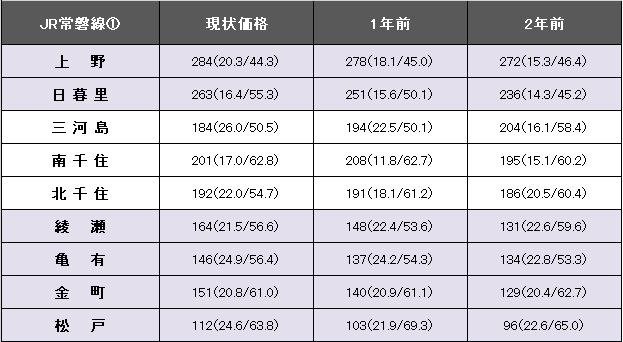 JR常磐線① 現状価格 1年前 2年前
上 野 284(20.3/44.3) 278(18.1/45.0) 272(15.3/46.4)
日 暮 里 263(16.4/55.3) 251(15.6/50.1) 236(14.3/45.2)
三 河 島 184(26.0/50.5) 194(22.5/50.1) 204(16.1/58.4)
南 千 住 201(17.0/62.8) 208(11.8/62.7) 195(15.1/60.2)
北 千 住 192(22.0/54.7) 191(18.1/61.2) 186(20.5/60.4)
綾 瀬 164(21.5/56.6) 148(22.4/53.6) 131(22.6/59.6)
亀 有 146(24.9/56.4) 137(24.2/54.3) 134(22.8/53.3)
金 町 151(20.8/61.0) 140(20.9/61.1) 129(20.4/62.7)
松 戸 112(24.6/63.8) 103(21.9/69.3) 96(22.6/65.0)